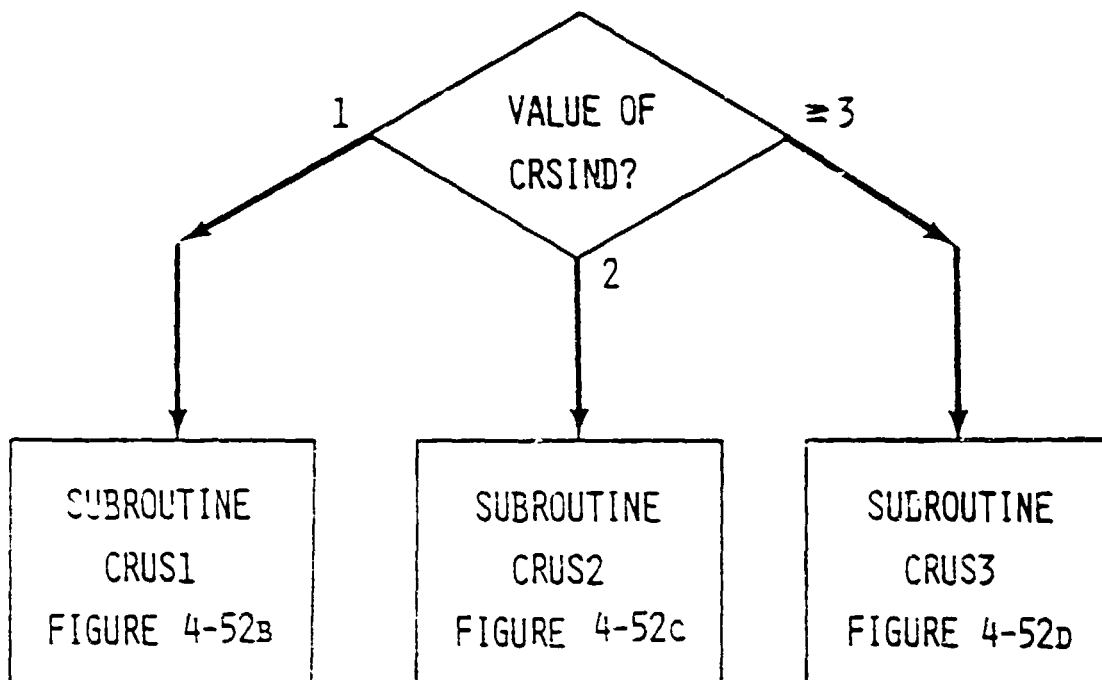 1
VALUE OF
CRSIND?
≥3
2
SUBROUTINE
CRUS1
FIGURE 4-52B
SUBROUTINE
CRUS2
FIGURE 4-52C
SUBROUTINE
CRUS3
FIGURE 4-52D